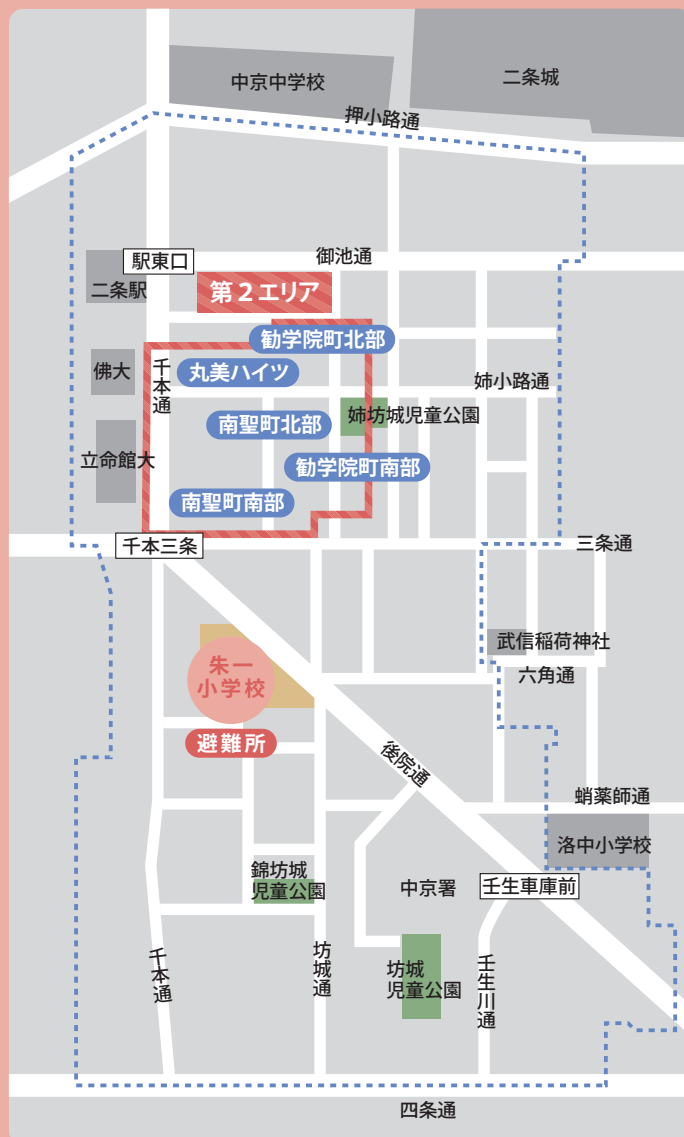 中京中学校
二条城
押小路通
駅東口
御池通
二条駅
第２エリア
勧学院町北部
佛大
千本通
丸美ハイツ
姉小路通
南聖町北部
姉坊城児童公園
立命館大
勧学院町南部
南聖町南部
千本三条
三条通
武信稲荷神社
朱一
小学校
六角通
避難所
後院通
蛸薬師通
洛中小学校
錦坊城
児童公園
中京署
壬生車庫前
千本通
坊城通
坊城
児童公園
壬生川通
四条通